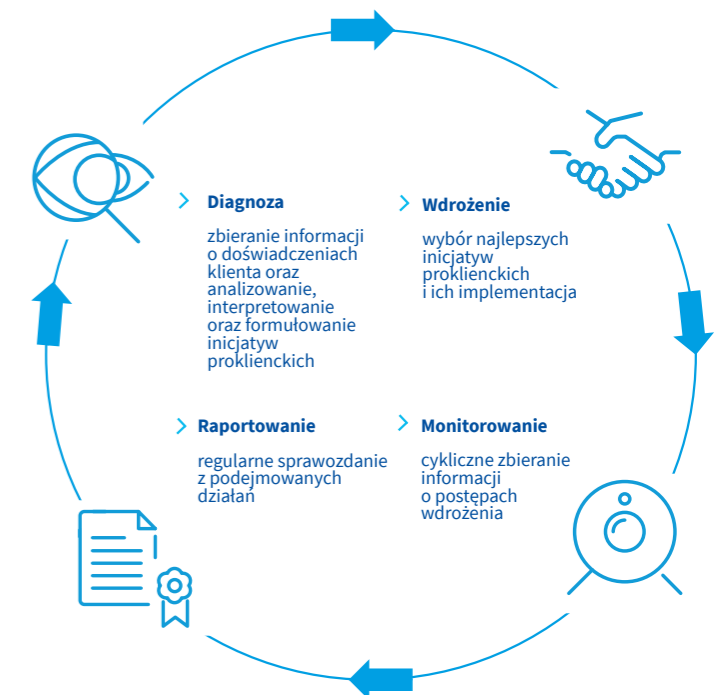 Diagnoza
zbieranie informacji
o doświadczeniach
klienta oraz
analizowanie,
interpretowanie
oraz formułowanie
inicjatyw
proklienckich
Wdrożenie
wybór najlepszych
inicjatyw
proklienckich
i ich implementacja
Raportowanie
regularne sprawozdanie
z podejmowanych
działań
Monitorowanie
cykliczne zbieranie
informacji
o postępach
wdrożenia